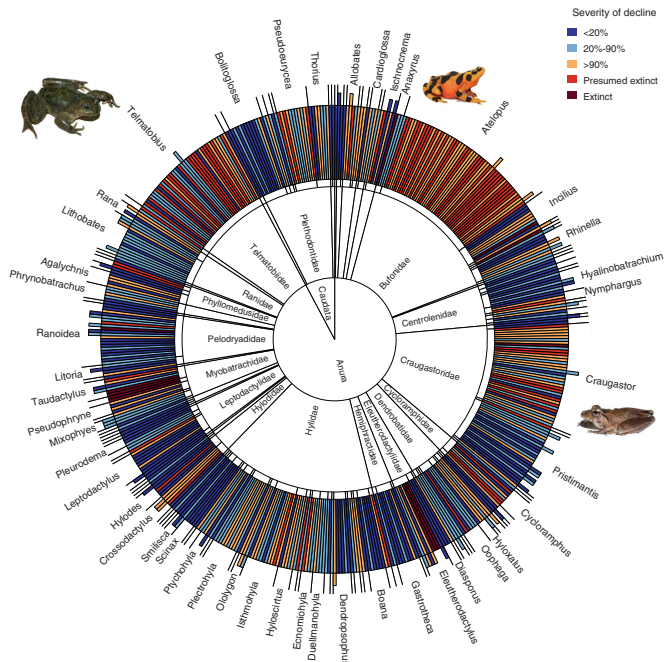 Severity of decline
<20%
20%-90%
>90%
Presumed extinct
Extinct
Bolitoglossa
Pseudoeurycea
Thorius
Allobates
Cardioglossa
Ischnocnema
Anaxyrus
Atelopus
Incilius
Rhinella
Hyalinobatrachium
Nymphargus
Craugastor
Pristimantis
Cycloramphus
Hyloxalus
Oophaga
Diasporus
Eleutherodactylus
Gastrotheca
Boana
Dendropsophus
Duellmanohyla
Ecnomiohyla
Hyloscirtus
Isthmohyla
Ololygon
Plectrohyla
Ptychohyla
Scinax
Smilisca
Crossodactylus
Hylodes
Leptodactylus
Pleurodema
Mixophyes
Pseudophryne
Taudactylus
Litoria
Ranoidea
Phrynobatrachus
Agalychnis
Lithobates
Rana
Telmatobius
Plethodontidae
Bufonidae
Centrolenidae
Craugastoridae
Cycloramphidae
Dendrobatidae
Eleutherodactylidae
Hemiphractidae
Hylidae
Hylodidae
Leptodactylidae
Myobatrachidae
Pelodryadidae
Phyllomedusidae
Ranidae
Telmatobiidae
Caudata
Anura